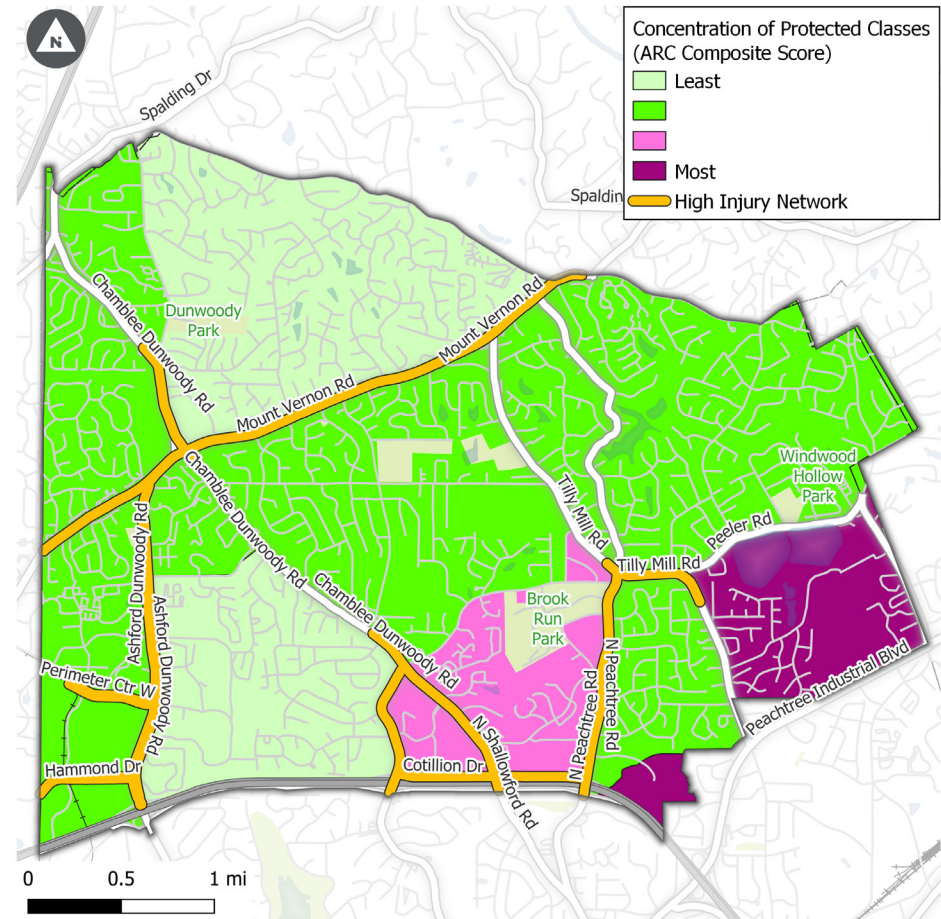 N
Concentration of Protected Classes
(ARC Composite Score)
Least
Most
High Injury Network
Spalding Dr
Spaldin
Chamblee Dunwoody Rd
Dunwoody
Park
Mount Vernon Rd
Mount Vernon Rd
Chamblee Dunwoody Rd
Windwood
Hollow
Park
Tilly Mill Rd
Peeler Rd
Ashford Dunwoody Rd
Ashford Dunwoody Rd
Chamblee Dunwoody Rd
Tilly Mill Rd
Brook
Run
Park
N Peachtree Rd
N Peachtree Rd
Perimeter Ctr W
Peachtree Industrial Blvd
Hammond Dr
Cotillion Dr
N Shallowford Rd
0 0.5 1 mi